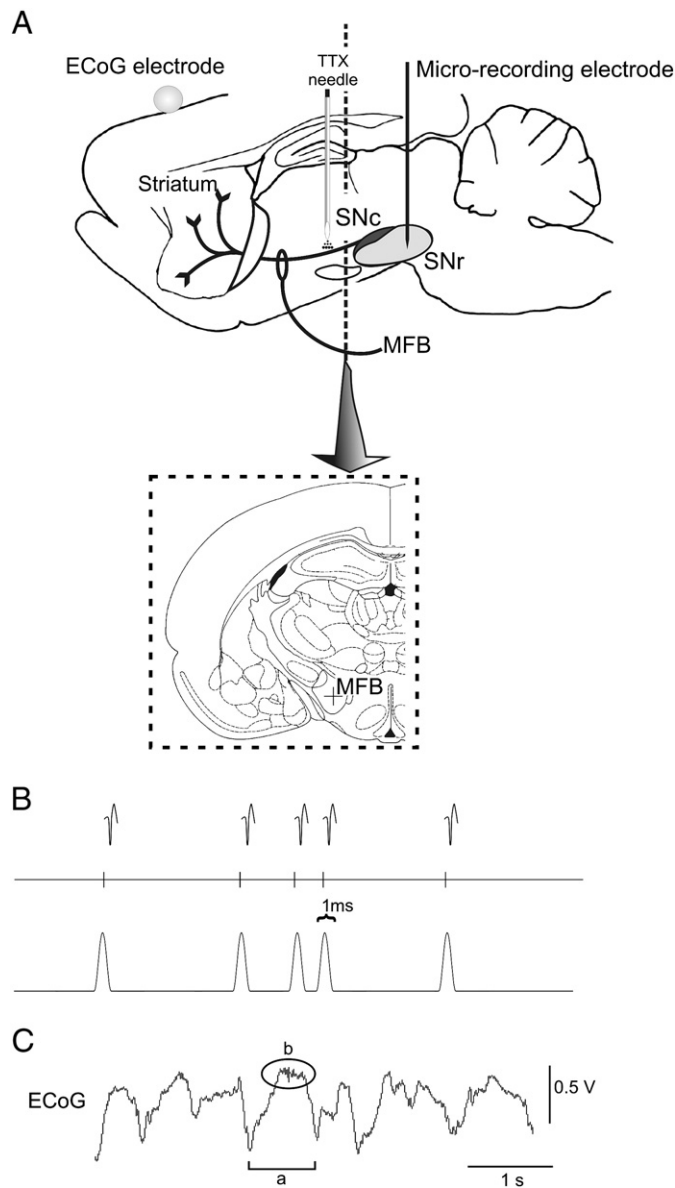 A
ECoG electrode
TTX
needle
Micro-recording electrode
Striatum
SNc
SNr
MFB
MFB
B
1ms
C
b
ECoG
0.5 V
a
1 s